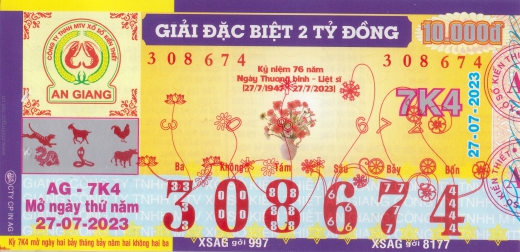 GIẢI ĐẶC BIỆT 2 TỶ ĐỒNG
10.000đ
CÔNG TY TNHH MTV XỔ SỐ KIẾN THIẾT
AN GIANG
308674
308674
Kỷ niệm 76 năm
Ngày Thương binh - Liệt sĩ
(27/7/1947 - 27/7/2023)
7K4
27-07-2023
AG - 7K4
Mở ngày thứ năm
27-07-2023
Ba Không Tám Sáu Bảy Bốn
308674
XSAG gởi 997
XSAG gởi 8177
Kỳ 7K4 mở ngày hai bảy tháng bảy năm hai không hai ba
CTY IN AG